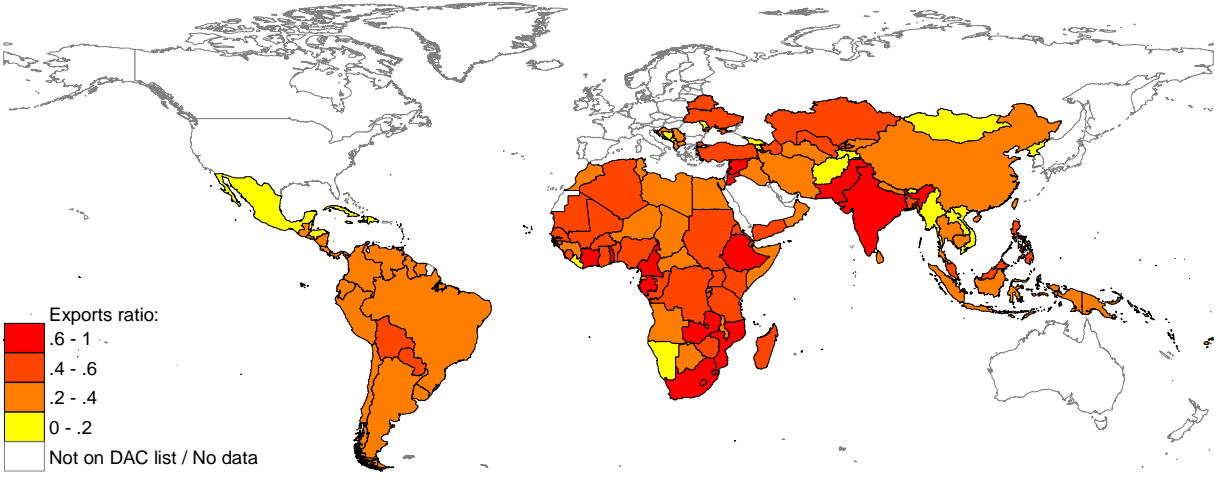 Exports ratio:
.6 - 1
.4 - .6
.2 - .4
0 - .2
Not on DAC list / No data